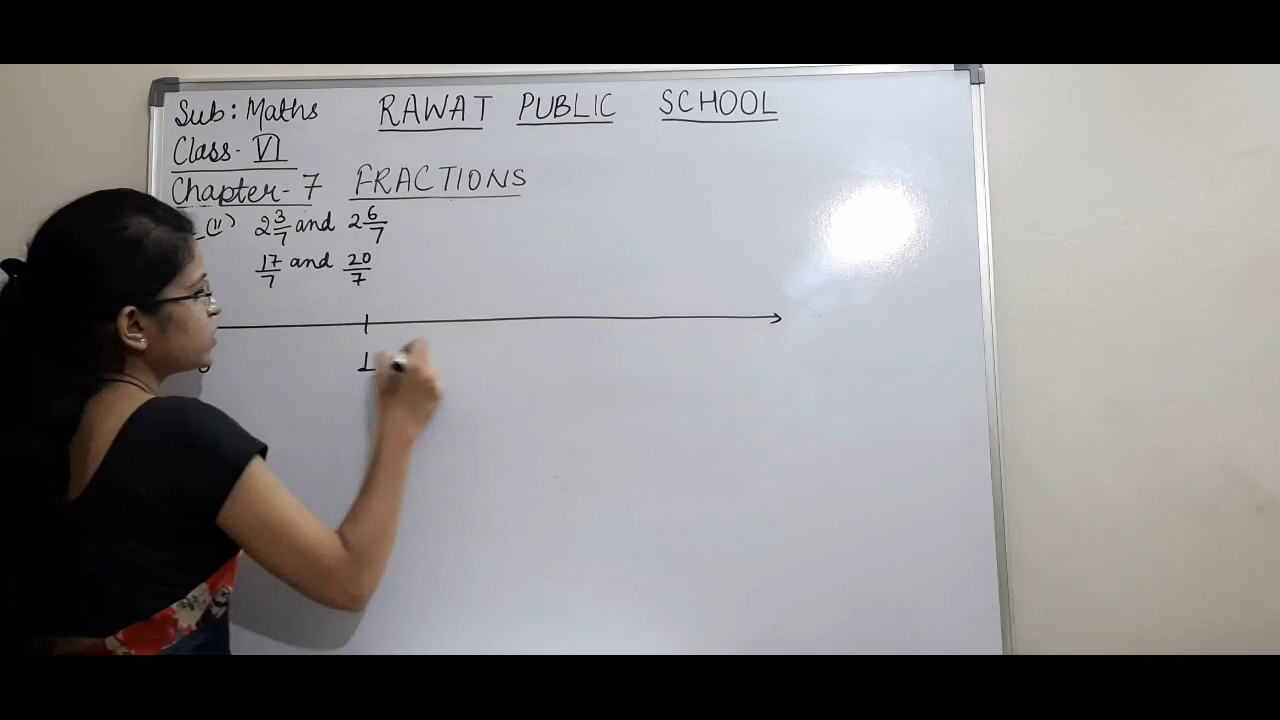 Sub: Maths RAWAT PUBLIC SCHOOL
Class- VI
Chapter- 7 FRACTIONS
(ii) 2 3/7 and 2 6/7
17/7 and 20/7
0 1